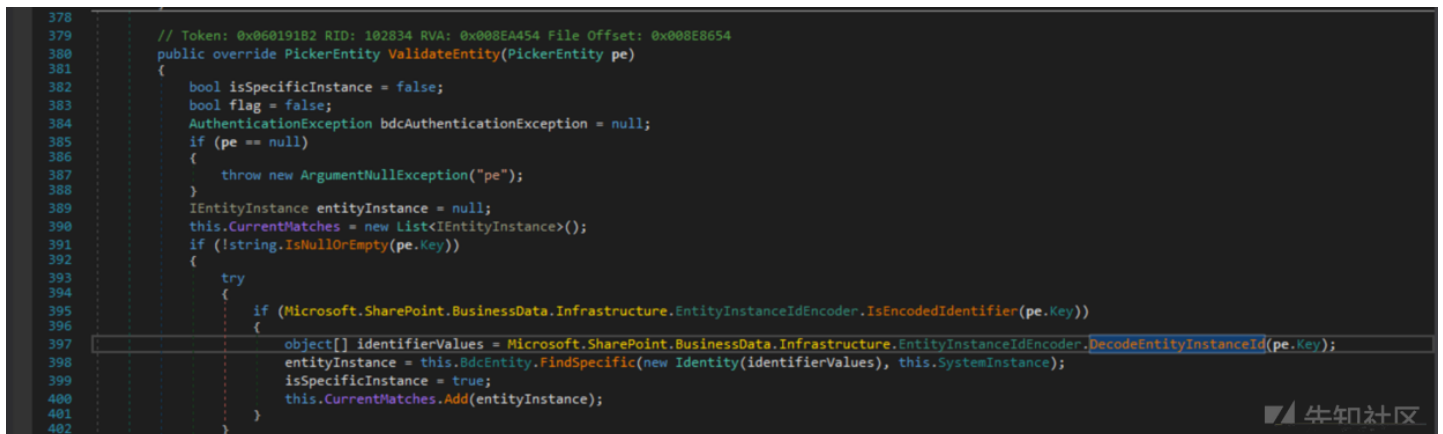 378
379 // Token: 0x060191B2 RID: 102834 RVA: 0x008EA454 File Offset: 0x008E8654
380 public override PickerEntity ValidateEntity(PickerEntity pe)
381 {
382 bool isSpecificInstance = false;
383 bool flag = false;
384 AuthenticationException bdcAuthenticationException = null;
385 if (pe == null)
386 {
387 throw new ArgumentNullException("pe");
388 }
389 IEntityInstance entityInstance = null;
390 this.CurrentMatches = new List<IEntityInstance>();
391 if (!string.IsNullOrEmpty(pe.Key))
392 {
393 try
394 {
395 if (Microsoft.SharePoint.BusinessData.Infrastructure.EntityInstanceIdEncoder.IsEncodedIdentifier(pe.Key))
396 {
397 object[] identifierValues = Microsoft.SharePoint.BusinessData.Infrastructure.EntityInstanceIdEncoder.DecodeEntityInstanceId(pe.Key);
398 entityInstance = this.BdcEntity.FindSpecific(new Identity(identifierValues), this.SystemInstance);
399 isSpecificInstance = true;
400 this.CurrentMatches.Add(entityInstance);
401 }
402 }
先知社区